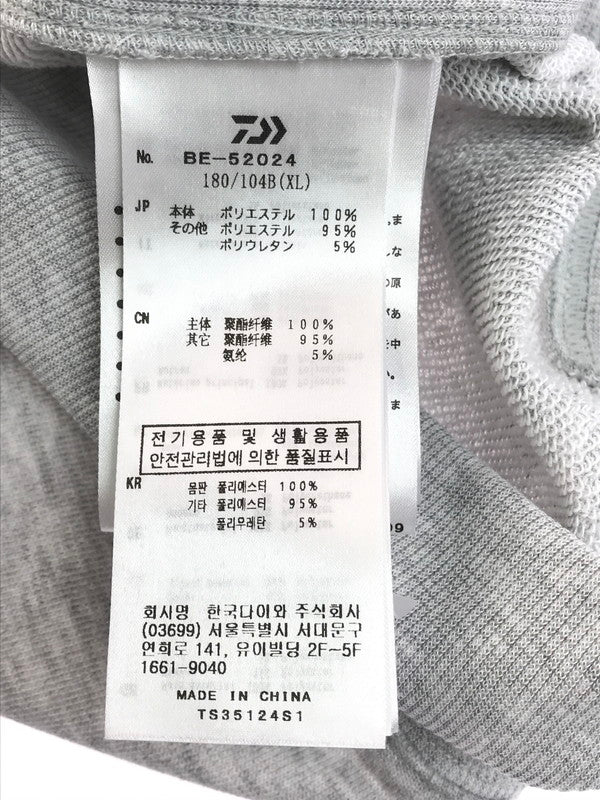 No. BE-52024
180/104B(XL)
JP 本体 ポリエステル 100%
その他 ポリエステル 95%
ポリウレタン 5%
CN 主体 聚酯纤维 100%
其它 聚酯纤维 95%
氨纶 5%
전기용품 및 생활용품
안전관리법에 의한 품질표시
KR 몸판 폴리에스터 100%
기타 폴리에스터 95%
폴리우레탄 5%
회사명 한국다이와 주식회사
(03699) 서울특별시 서대문구
연희로 141, 유아빌딩 2F~5F
1661-9040
MADE IN CHINA
TS35124S1